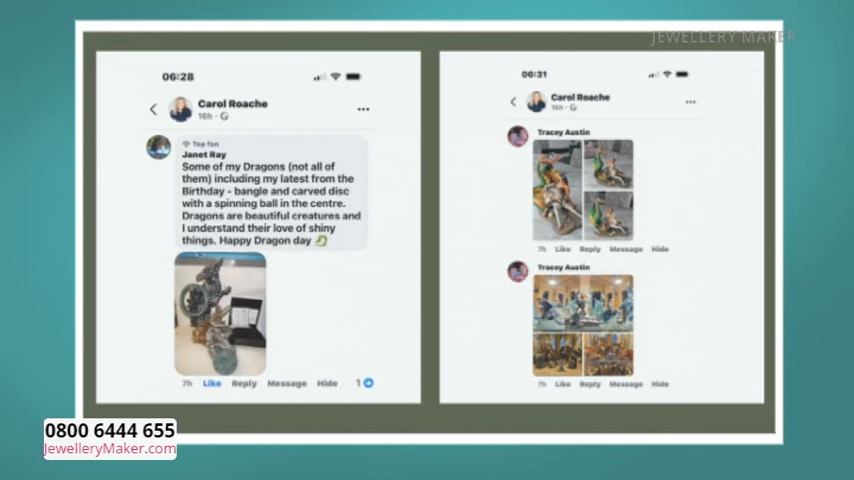 JEWELLERY MAKER
06:28
Carol Roache
16h
Top fan
Janet Ray
Some of my Dragons (not all of
them) including my latest from the
Birthday - bangle and carved disc
with a spinning ball in the centre.
Dragons are beautiful creatures and
I understand their love of shiny
things. Happy Dragon day
7h Like Reply Message Hide 1
06:31
Carol Roache
16h
Tracey Austin
7h Like Reply Message Hide
Tracey Austin
7h Like Reply Message Hide
0800 6444 655
JewelleryMaker.com